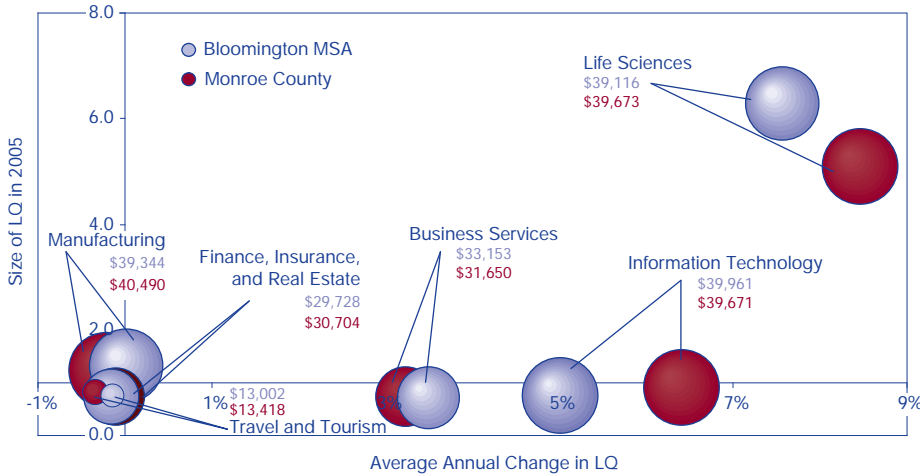 8.0
Bloomington MSA
Monroe County
Life Sciences
$39,116
$39,673
6.0
Size of LQ in 2005
4.0
Manufacturing
$39,344
$40,490
Finance, Insurance,
and Real Estate
$29,728
$30,704
Business Services
$33,153
$31,650
Information Technology
$39,961
$39,671
2.0
$13,002
$13,418
Travel and Tourism
-1%
1%
3%
5%
7%
9%
0.0
Average Annual Change in LQ